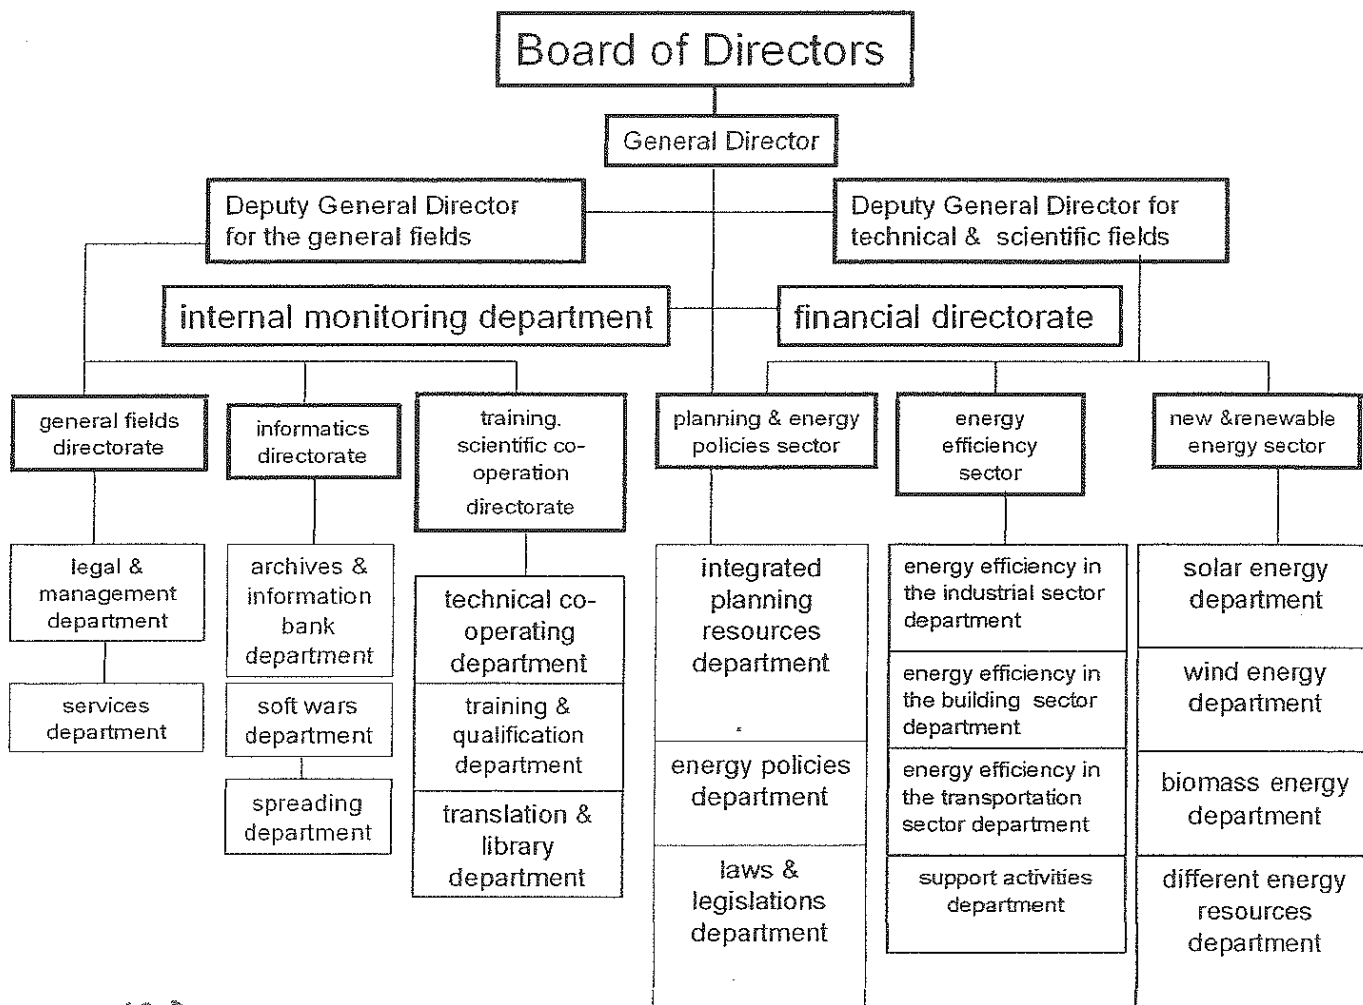 Board of Directors
General Director
Deputy General Director
for the general fields
Deputy General Director for
technical & scientific fields
internal monitoring department
financial directorate
general fields
directorate
informatics
directorate
training.
scientific co-
operation
directorate
planning & energy
policies sector
energy
efficiency
sector
new &renewable
energy sector
legal &
management
department
services
department
archives &
information
bank
department
soft wars
department
spreading
department
technical co-
operating
department
training &
qualification
department
translation &
library
department
integrated
planning
resources
department
energy policies
department
laws &
legislations
department
energy efficiency in
the industrial sector
department
energy efficiency in
the building sector
department
energy efficiency in
the transportation
sector department
support activities
department
solar energy
department
wind energy
department
biomass energy
department
different energy
resources
department